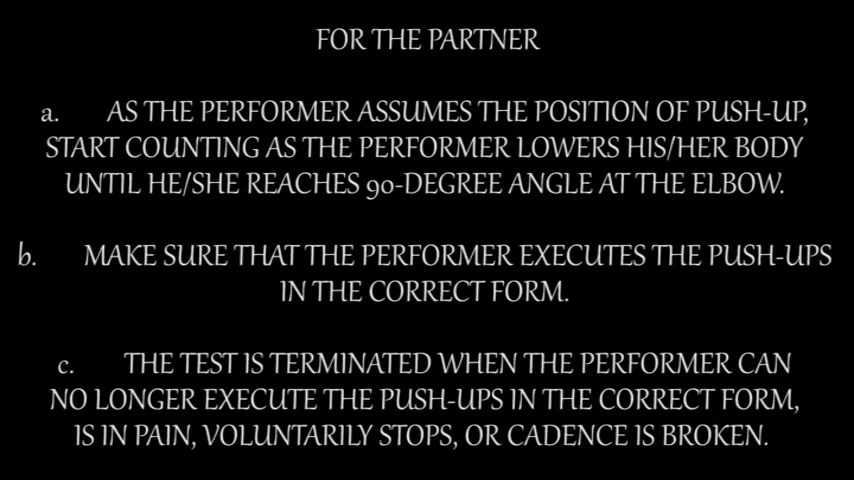 FOR THE PARTNER
a. AS THE PERFORMER ASSUMES THE POSITION OF PUSH-UP,
START COUNTING AS THE PERFORMER LOWERS HIS/HER BODY
UNTIL HE/SHE REACHES 90-DEGREE ANGLE AT THE ELBOW.
b. MAKE SURE THAT THE PERFORMER EXECUTES THE PUSH-UPS
IN THE CORRECT FORM.
c. THE TEST IS TERMINATED WHEN THE PERFORMER CAN
NO LONGER EXECUTE THE PUSH-UPS IN THE CORRECT FORM,
IS IN PAIN, VOLUNTARILY STOPS, OR CADENCE IS BROKEN.